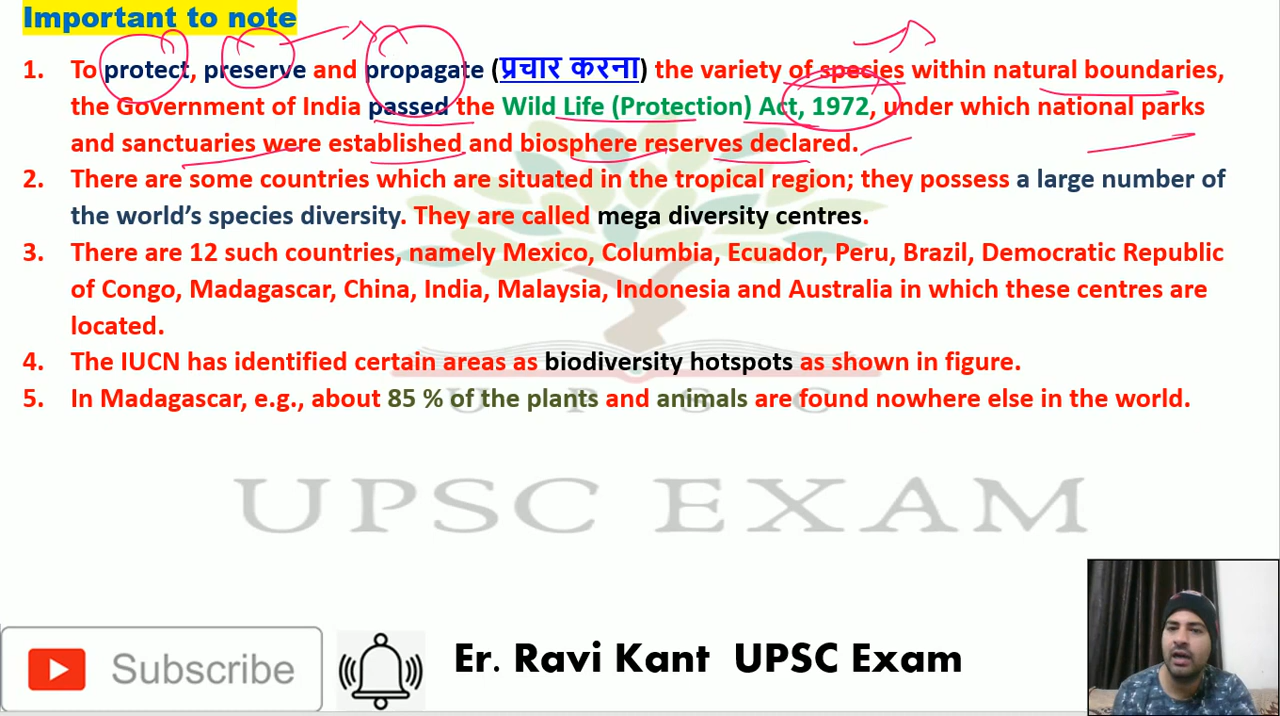 Important to note
1. To protect, preserve and propagate (प्रचार करना) the variety of species within natural boundaries,
the Government of India passed the Wild Life (Protection) Act, 1972, under which national parks
and sanctuaries were established and biosphere reserves declared.
2. There are some countries which are situated in the tropical region; they possess a large number of
the world's species diversity. They are called mega diversity centres.
3. There are 12 such countries, namely Mexico, Columbia, Ecuador, Peru, Brazil, Democratic Republic
of Congo, Madagascar, China, India, Malaysia, Indonesia and Australia in which these centres are
located.
4. The IUCN has identified certain areas as biodiversity hotspots as shown in figure.
5. In Madagascar, e.g., about 85 % of the plants and animals are found nowhere else in the world.
UPSC
UPSC EXAM
Subscribe
Er. Ravi Kant UPSC Exam